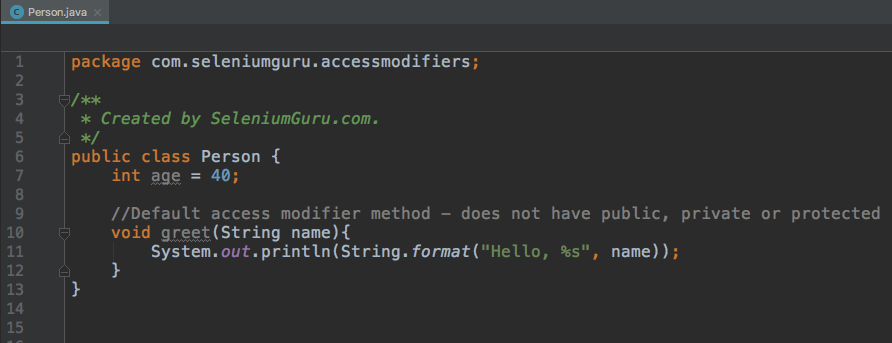 Person.java
1 package com.seleniumguru.accessmodifiers;
2
3 /**
4 * Created by SeleniumGuru.com.
5 */
6 public class Person {
7 int age = 40;
8
9 //Default access modifier method – does not have public, private or protected
10 void greet(String name){
11 System.out.println(String.format("Hello, %s", name));
12 }
13 }
14
15